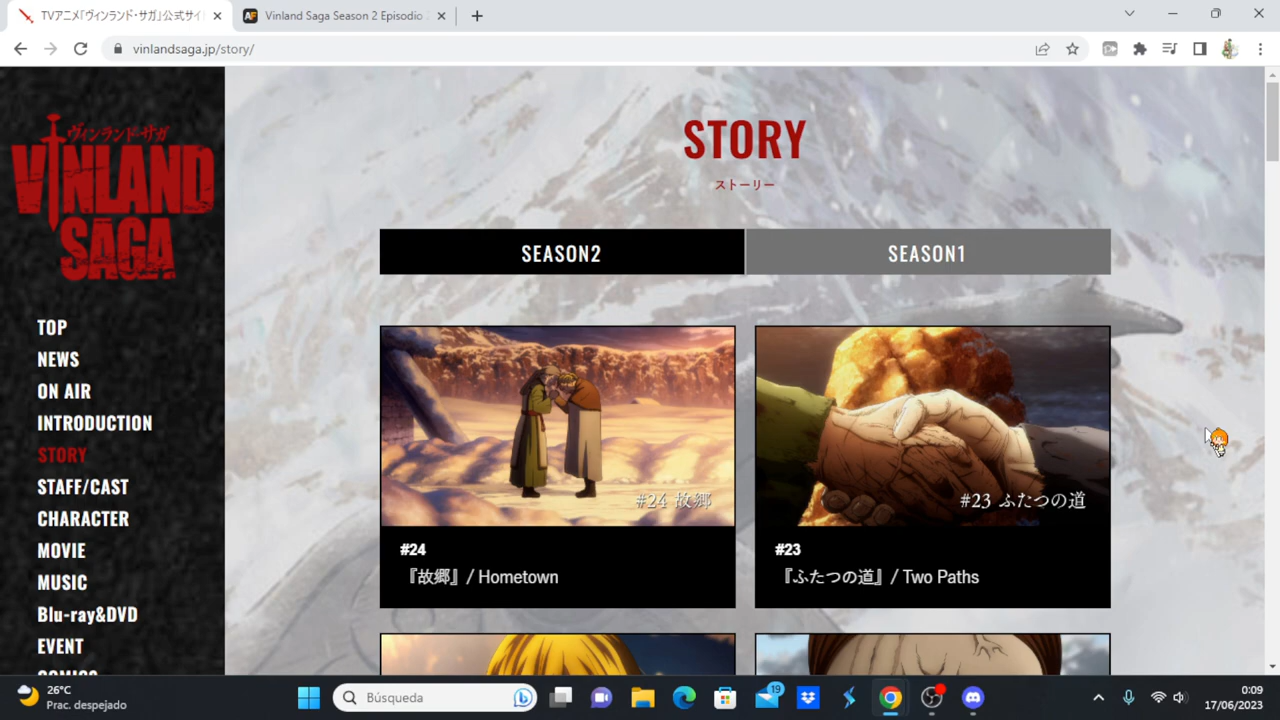 TVアニメ「ヴィンランド・サガ」公式サイ
Vinland Saga Season 2 Episodio
vinlandsaga.jp/story/
ヴィンランド・サガ
VINLAND
SAGA
TOP
NEWS
ON AIR
INTRODUCTION
STORY
STAFF/CAST
CHARACTER
MOVIE
MUSIC
Blu-ray&DVD
EVENT
COMICS
STORY
ストーリー
SEASON2
SEASON1
#24 故郷
#24
『故郷』/ Hometown
#23 ふたつの道
#23
『ふたつの道』/ Two Paths
26°C
Prac. despejado
Búsqueda
19
0:09
17/06/2023